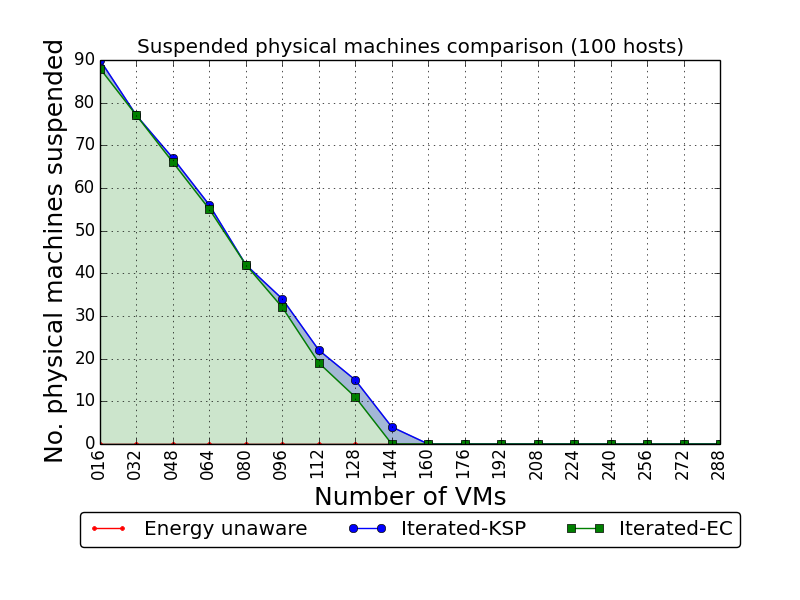 Suspended physical machines comparison (100 hosts)
No. physical machines suspended
90
80
70
60
50
40
30
20
10
0
016 032 048 064 080 096 112 128 144 160 176 192 208 224 240 256 272 288
Number of VMs
Energy unaware Iterated-KSP Iterated-EC